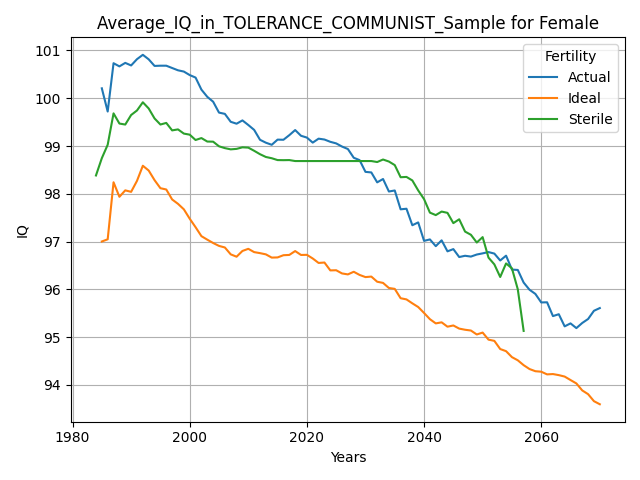 Average_IQ_in_TOLERANCE_COMMUNIST_Sample for Female
Fertility
Actual
Ideal
Sterile
IQ
101
100
99
98
97
96
95
94
1980
2000
2020
2040
2060
Years